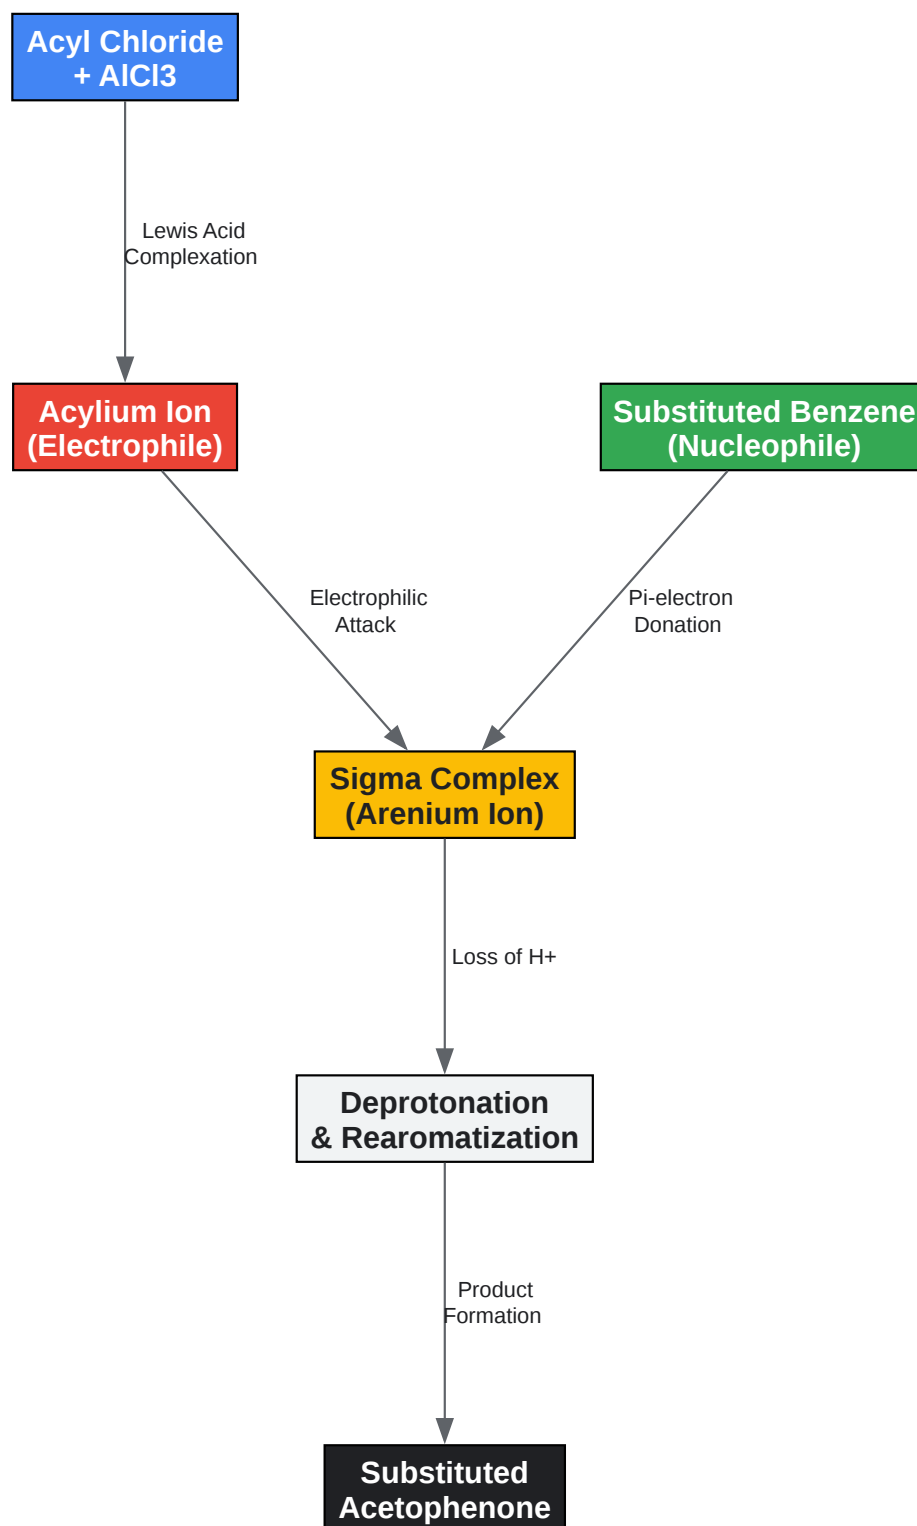 Acyl Chloride
+ AlCl3
Lewis Acid
Complexation
Acylium Ion
(Electrophile)
Substituted Benzene
(Nucleophile)
Electrophilic
Attack
Pi-electron
Donation
Sigma Complex
(Arenium Ion)
Loss of H+
Deprotonation
& Rearomatization
Product
Formation
Substituted
Acetophenone